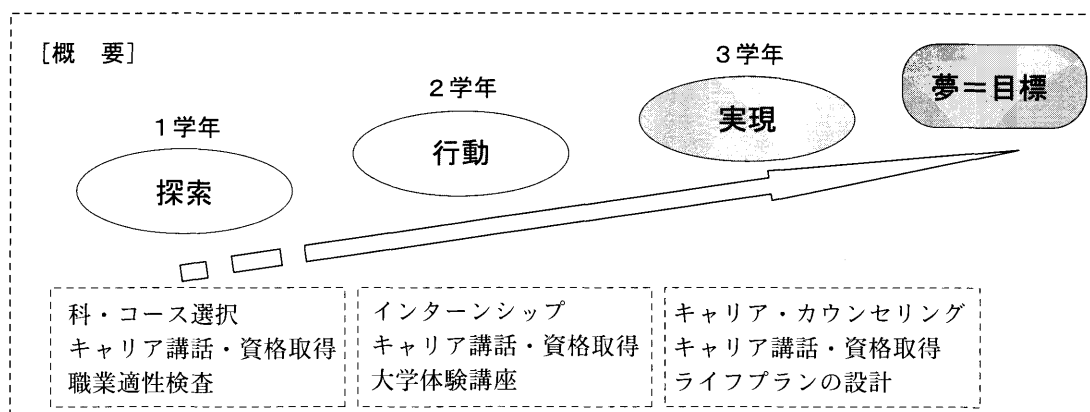 [概 要]
1学年
探索
2学年
行動
3学年
実現
夢＝目標
科・コース選択
キャリア講話・資格取得
職業適性検査
インターンシップ
キャリア講話・資格取得
大学体験講座
キャリア・カウンセリング
キャリア講話・資格取得
ライフプランの設計